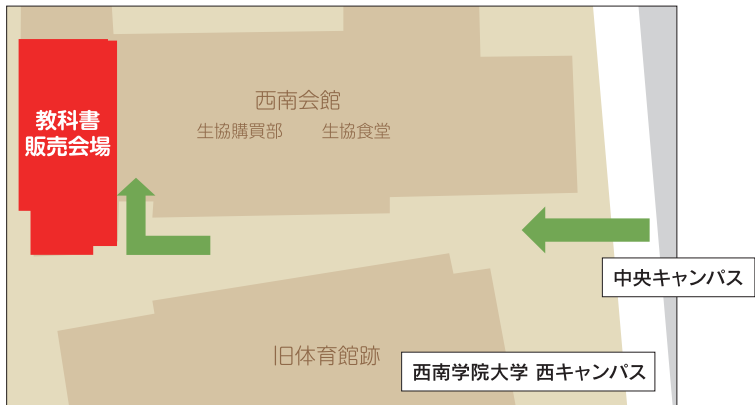 教科書
販売会場
西南会館
生協購買部 生協食堂
中央キャンパス
旧体育館跡
西南学院大学 西キャンパス